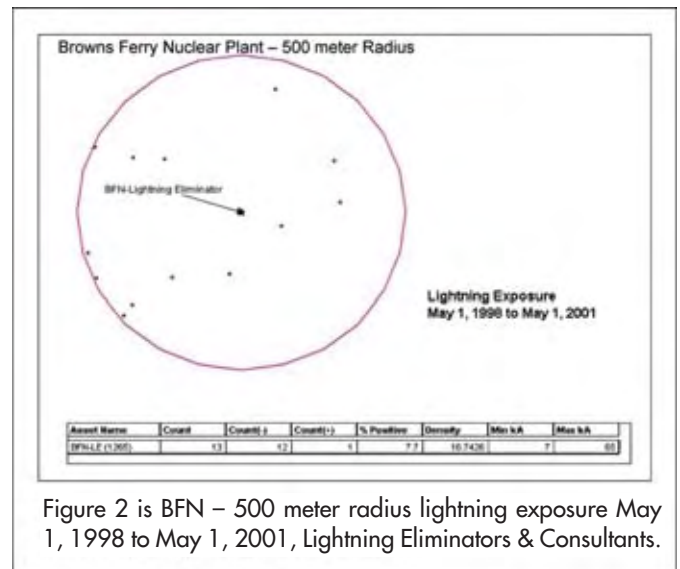 Browns Ferry Nuclear Plant – 500 meter Radius
BFN-Lightning Eliminator
Lightning Exposure
May 1, 1998 to May 1, 2001
Asset Name Count Count(-) Count(+) % Positive Density Min kA Max kA
BFN-LE (1265) 13 12 1 7.7 16.7426 7 65
Figure 2 is BFN – 500 meter radius lightning exposure May
1, 1998 to May 1, 2001, Lightning Eliminators & Consultants.